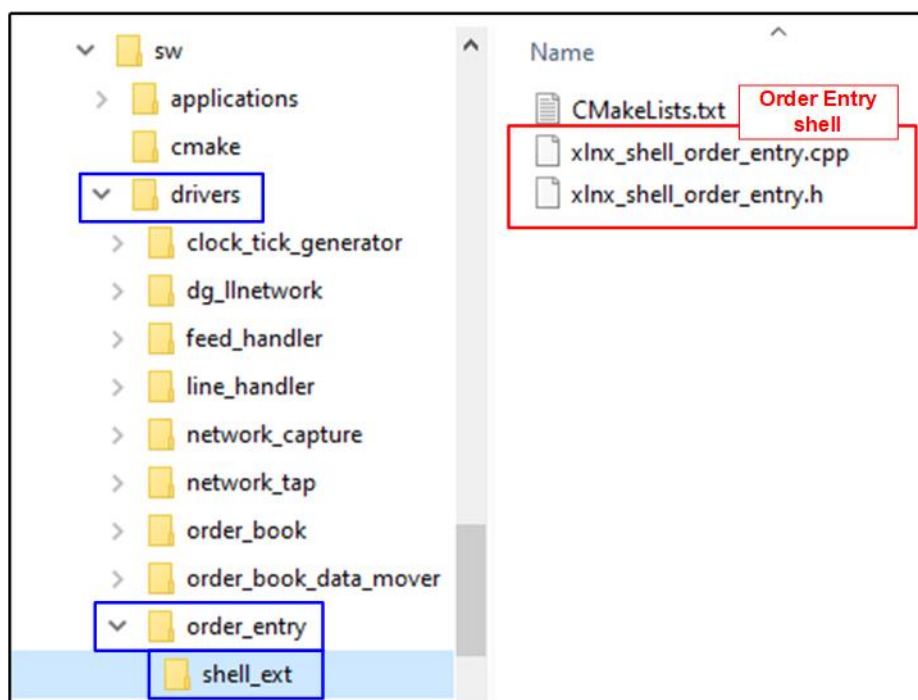 sw
applications
cmake
drivers
clock_tick_generator
dg_llnetwork
feed_handler
line_handler
network_capture
network_tap
order_book
order_book_data_mover
order_entry
shell_ext
Name
CMakeLists.txt
Order Entry
shell
xlnx_shell_order_entry.cpp
xlnx_shell_order_entry.h